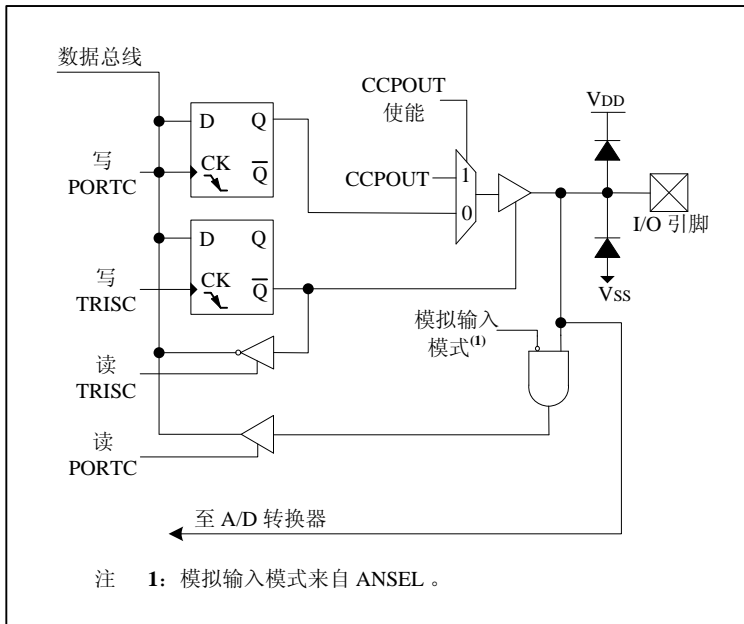 数据总线
D Q
CK Q
写
PORTC
D Q
CK Q
写
TRISC
读
TRISC
读
PORTC
CCPOUT
使能
CCPOUT
1
0
VDD
I/O 引脚
VSS
模拟输入
模式(1)
至 A/D 转换器
注 1: 模拟输入模式来自 ANSEL 。